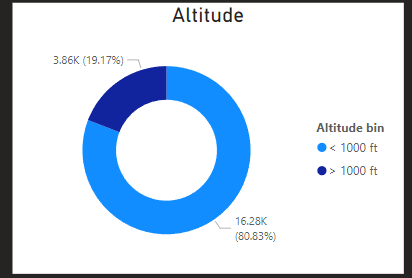 Altitude
3.86K (19.17%)
Altitude bin
< 1000 ft
> 1000 ft
16.28K
(80.83%)